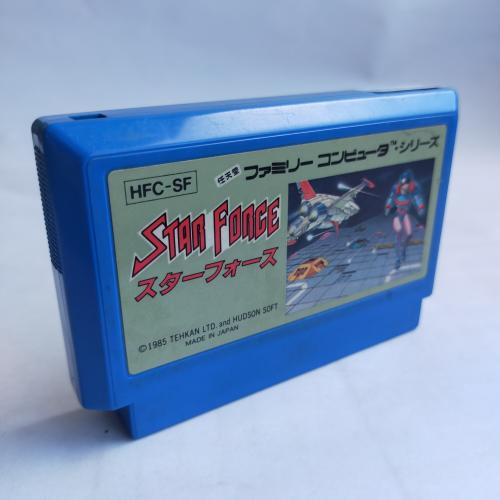 HFC-SF
任天堂 ファミリー コンピュータ™・シリーズ
STAR FORCE
スターフォース
©1985 TEHKAN LTD. and HUDSON SOFT
MADE IN JAPAN